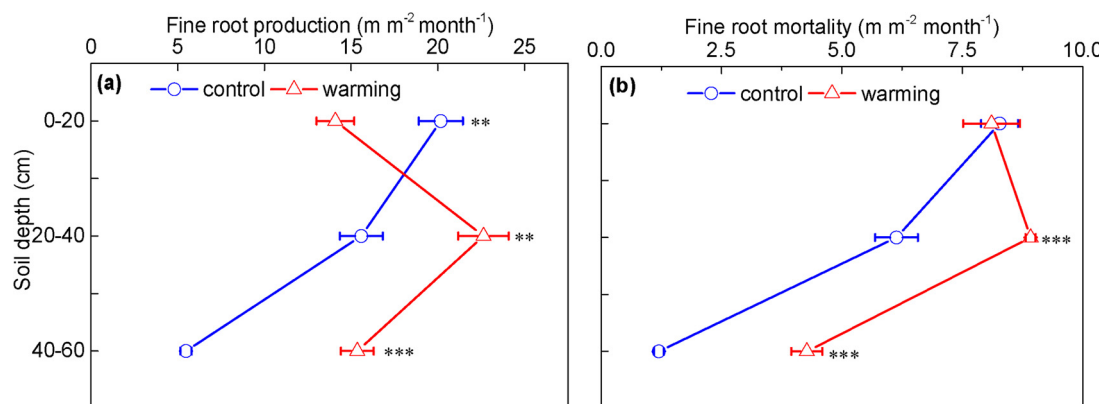 Fine root production (m m⁻² month⁻¹)
0 5 10 15 20 25
(a) control warming
Soil depth (cm)
0-20 **
20-40 **
40-60 ***
Fine root mortality (m m⁻² month⁻¹)
0.0 2.5 5.0 7.5 10.0
(b) control warming
***
***